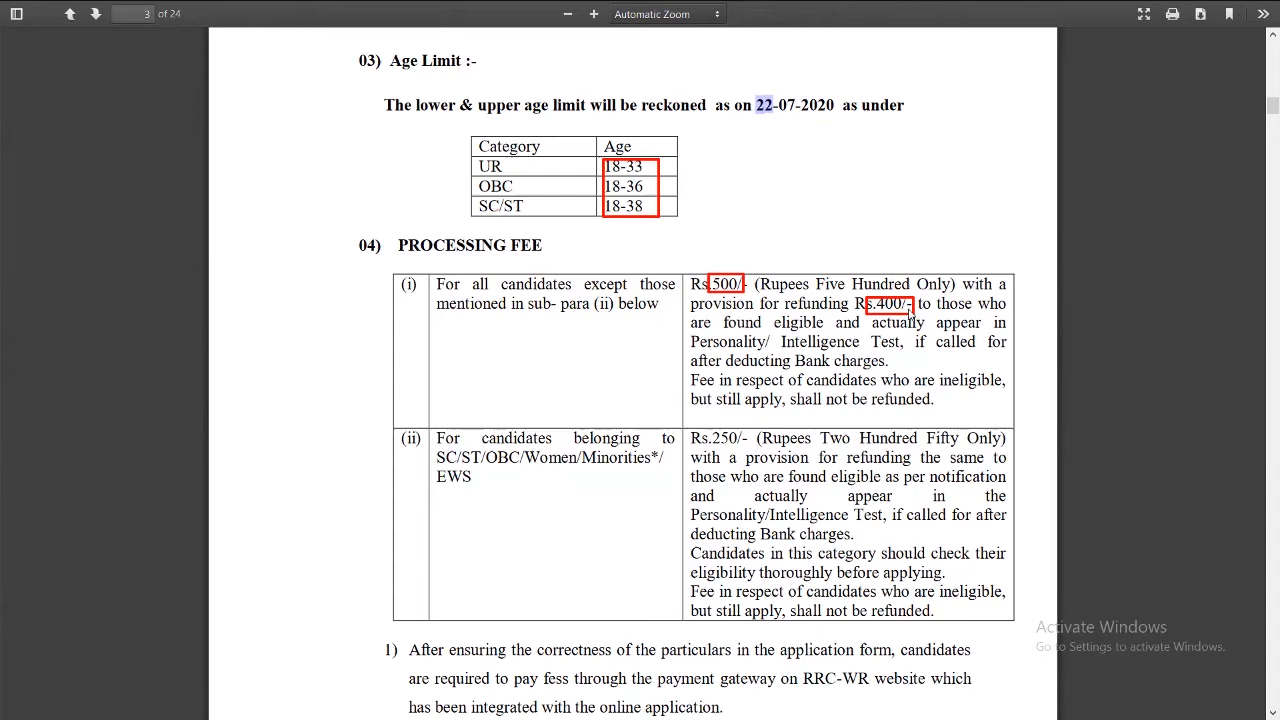 3 of 24
Automatic Zoom
03) Age Limit :-
The lower & upper age limit will be reckoned as on 22-07-2020 as under
Category Age
UR 18-33
OBC 18-36
SC/ST 18-38
04) PROCESSING FEE
(i) For all candidates except those Rs.500/- (Rupees Five Hundred Only) with a
mentioned in sub- para (ii) below provision for refunding Rs.400/- to those who
are found eligible and actually appear in
Personality/ Intelligence Test, if called for
after deducting Bank charges.
Fee in respect of candidates who are ineligible,
but still apply, shall not be refunded.
(ii) For candidates belonging to Rs.250/- (Rupees Two Hundred Fifty Only)
SC/ST/OBC/Women/Minorities*/ with a provision for refunding the same to
EWS those who are found eligible as per notification
and actually appear in the
Personality/Intelligence Test, if called for after
deducting Bank charges.
Candidates in this category should check their
eligibility thoroughly before applying.
Fee in respect of candidates who are ineligible,
but still apply, shall not be refunded.
Activate Windows
Go to Settings to activate Windows.
1) After ensuring the correctness of the particulars in the application form, candidates
are required to pay fess through the payment gateway on RRC-WR website which
has been integrated with the online application.